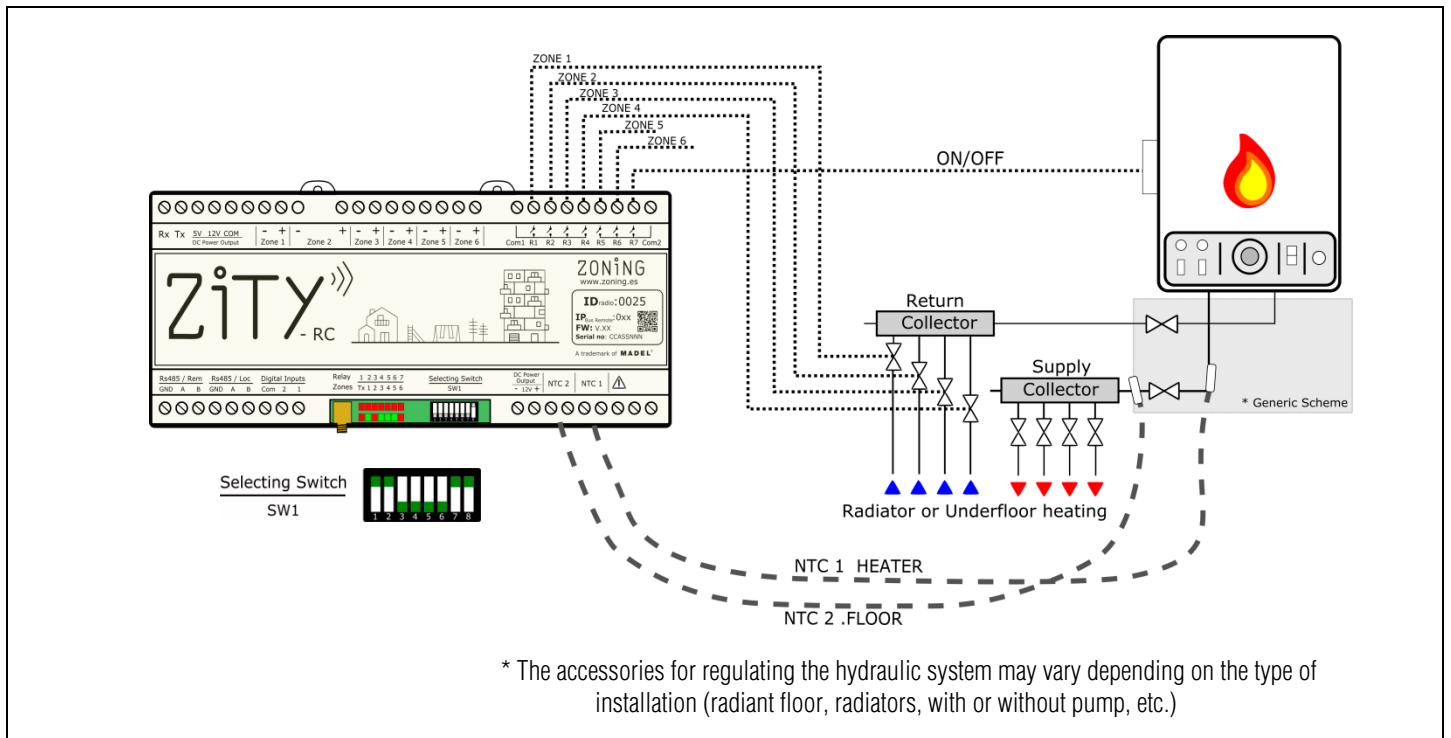 ZONE 1
ZONE 2
ZONE 3
ZONE 4
ZONE 5
ZONE 6
ON/OFF
Rx Tx 5V 12V COM - + - + - + - + - + - +
DC Power Output Zone 1 Zone 2 Zone 3 Zone 4 Zone 5 Zone 6 Com1 R1 R2 R3 R4 R5 R6 R7 Com2
ZiTY - RC
ZONiNG
www.zoning.es
IDradio:0025
IPBus Remote:0xx
FW: V.XX
Serial no: CCASSNNN
A trademark of MADEL
Rs485 / Rem Rs485 / Loc Digital Inputs
GND A B GND A B Com 2 1
Relay 1 2 3 4 5 6 7
Zones Tx 1 2 3 4 5 6
Selecting Switch
SW1
DC Power
Output
- 12V +
NTC 2
NTC 1
Return
Collector
Supply
Collector
* Generic Scheme
Radiator or Underfloor heating
Selecting Switch
SW1
1 2 3 4 5 6 7 8
NTC 1 HEATER
NTC 2 .FLOOR
* The accessories for regulating the hydraulic system may vary depending on the type of
installation (radiant floor, radiators, with or without pump, etc.)